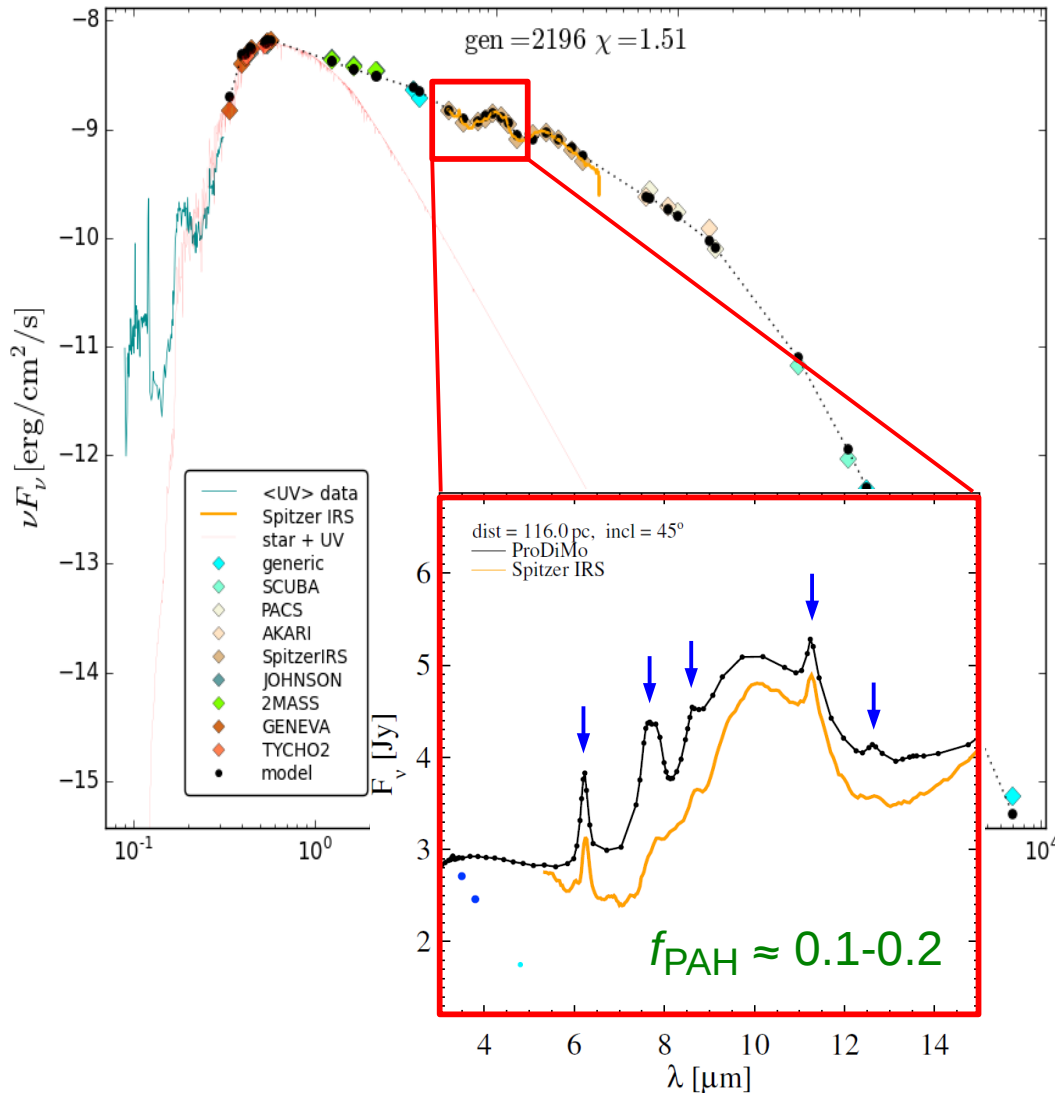 gen =2196 χ =1.51
νFν [erg/cm²/s]
−8
−9
−10
−11
−12
−13
−14
−15
<UV> data
Spitzer IRS
star + UV
generic
SCUBA
PACS
AKARI
SpitzerIRS
JOHNSON
2MASS
GENEVA
TYCHO2
model
10⁻¹
10⁰
10⁴
dist = 116.0 pc, incl = 45º
ProDiMo
Spitzer IRS
F_ν [Jy]
6
5
4
3
2
f_PAH ≈ 0.1-0.2
4 6 8 10 12 14
λ [μm]